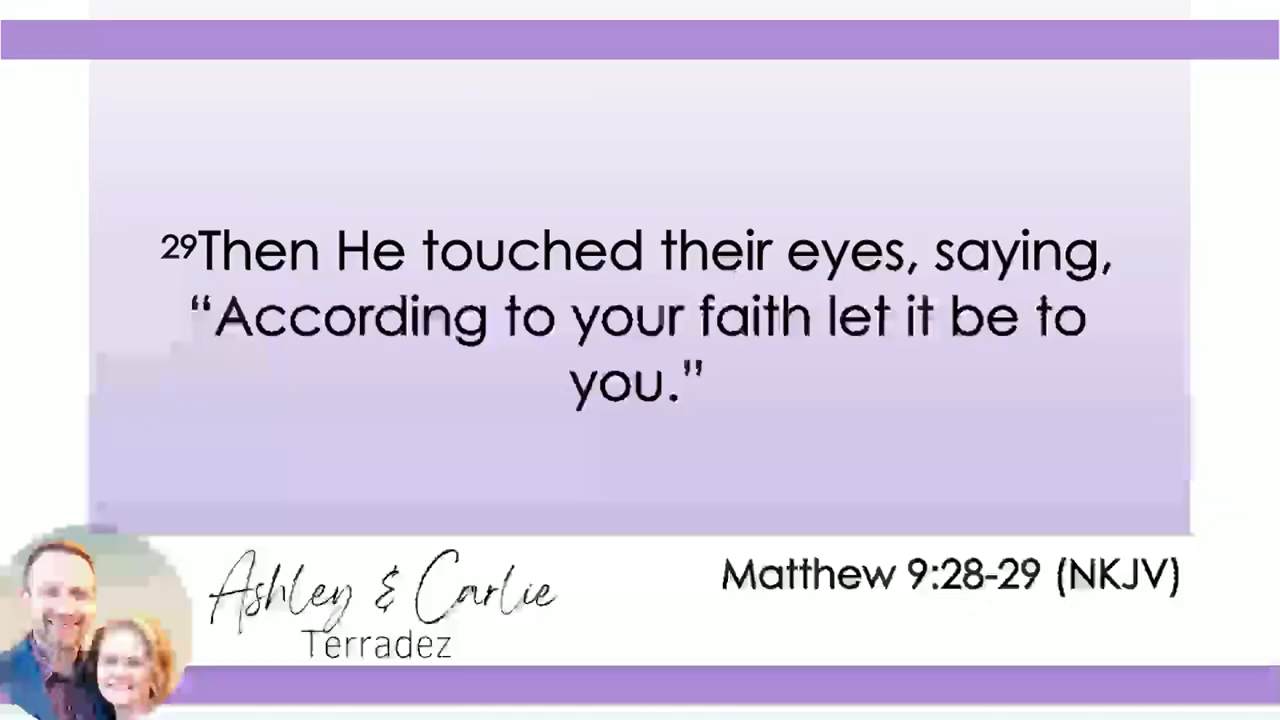 29Then He touched their eyes, saying,
“According to your faith let it be to
you.”
Ashley & Carlie
Terradez
Matthew 9:28-29 (NKJV)